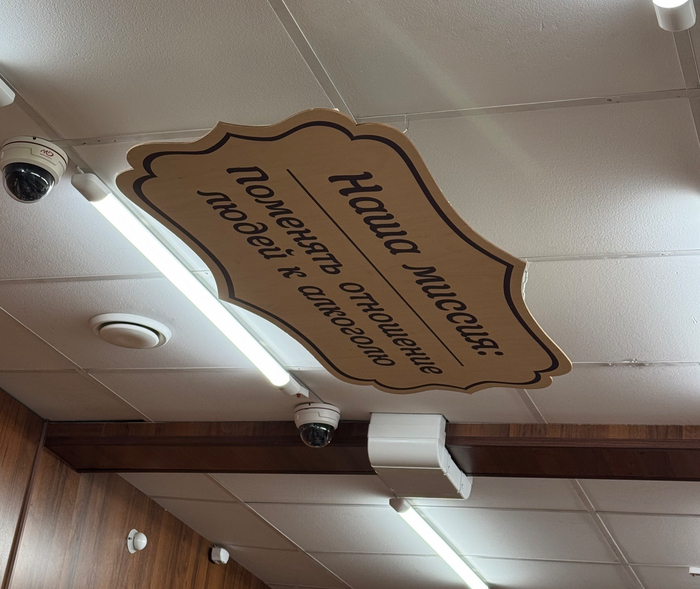 Наша миссия:
Поменять отношение
людей к алкоголю